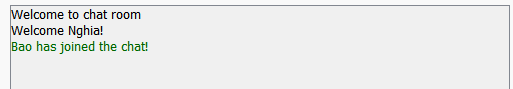 Welcome to chat room
Welcome Nghia!
Bao has joined the chat!